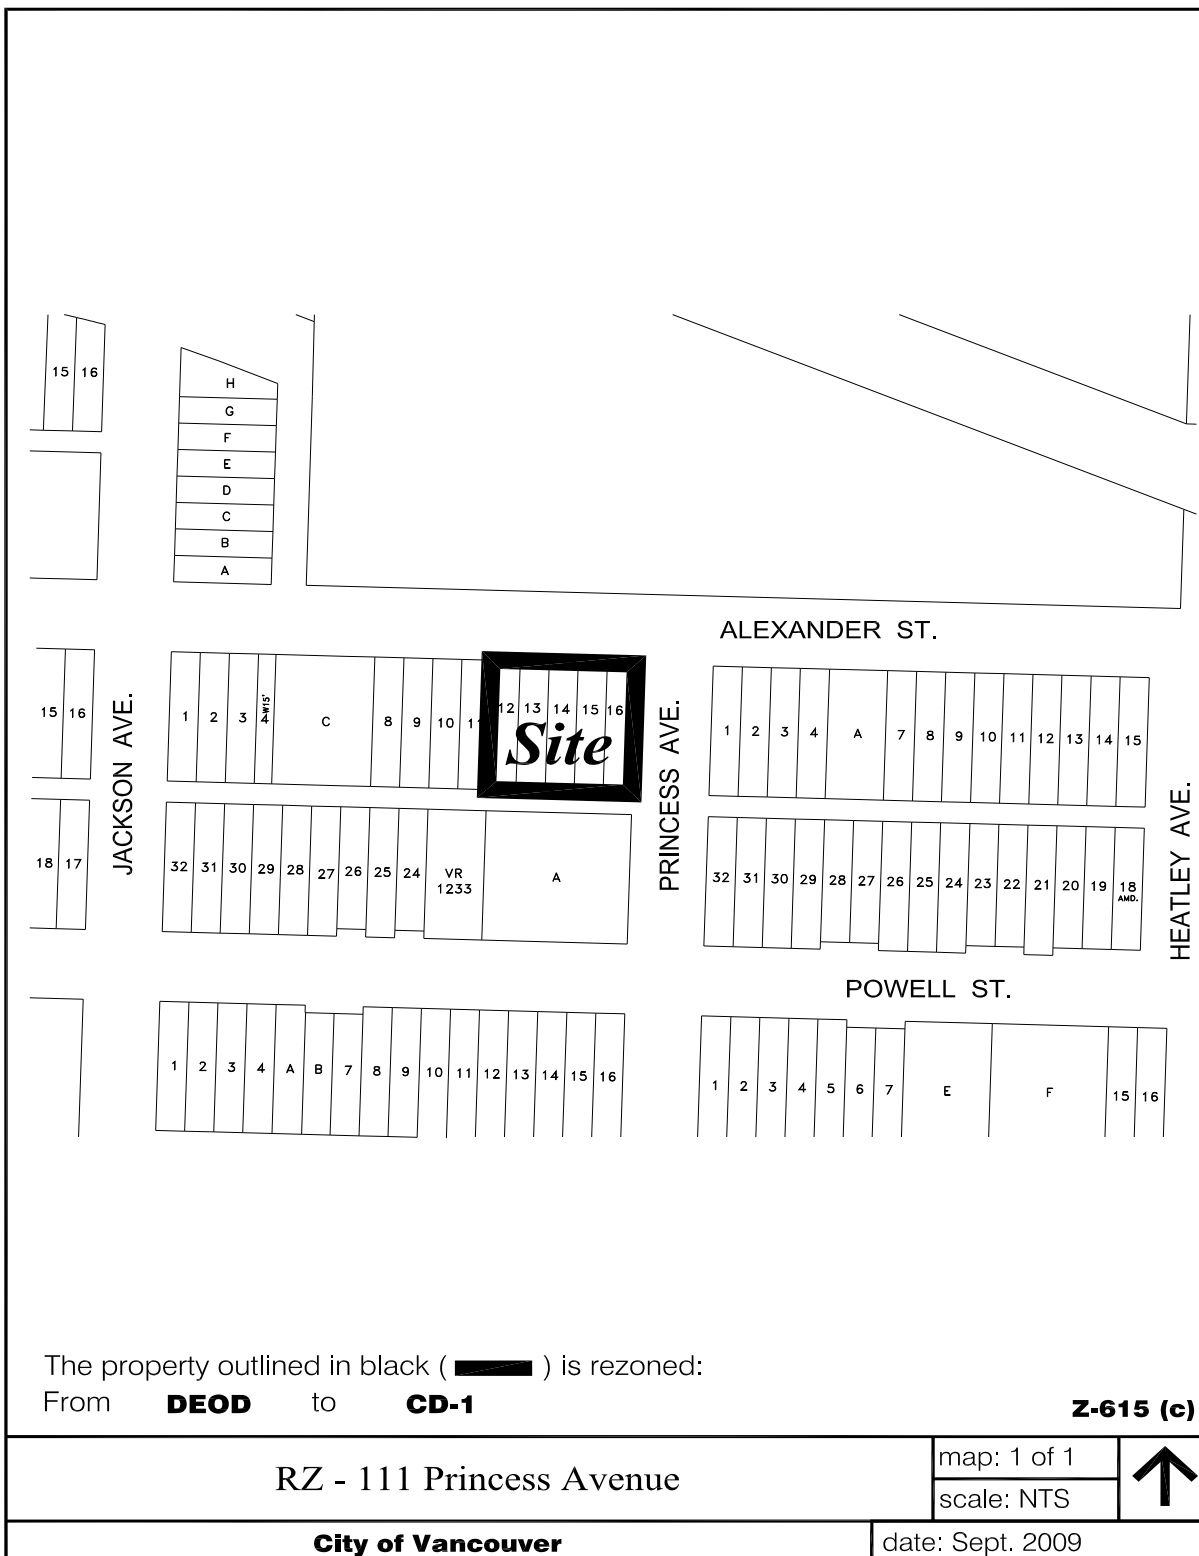 15 16
H
G
F
E
D
C
B
A
ALEXANDER ST.
15 16
JACKSON AVE.
1 2 3 4 W15' C 8 9 10 11 12 13 14 15 16
Site
PRINCESS AVE.
1 2 3 4 A 7 8 9 10 11 12 13 14 15
HEATLEY AVE.
18 17
32 31 30 29 28 27 26 25 24 VR 1233 A
32 31 30 29 28 27 26 25 24 23 22 21 20 19 18 AMD.
POWELL ST.
1 2 3 4 A B 7 8 9 10 11 12 13 14 15 16
1 2 3 4 5 6 7 E F 15 16
The property outlined in black ( ) is rezoned:
From DEOD to CD-1
Z-615 (c)
RZ - 111 Princess Avenue
map: 1 of 1
scale: NTS
City of Vancouver
date: Sept. 2009